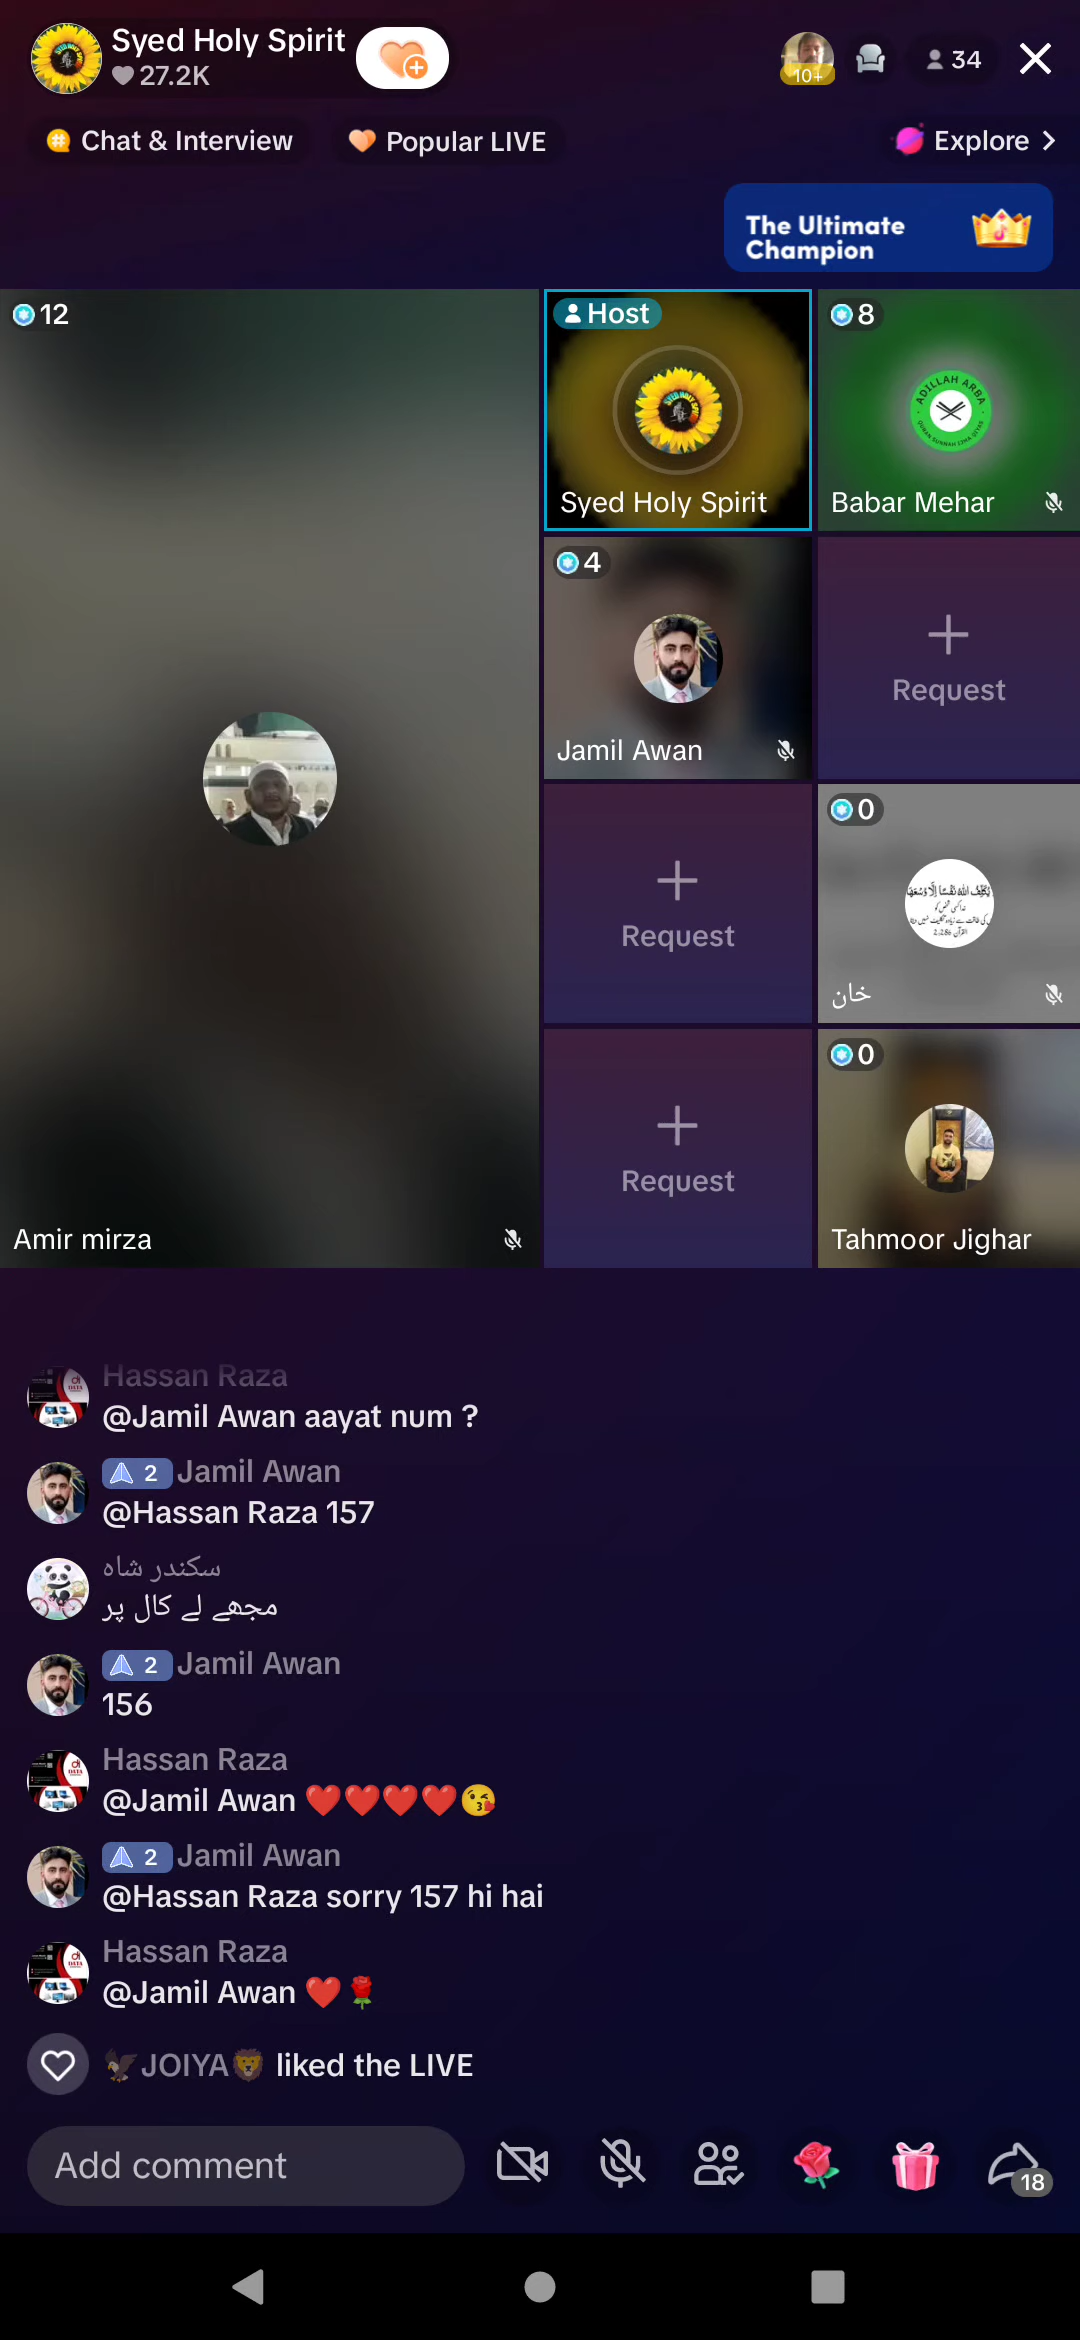 Syed Holy Spirit
27.2K
10+
34
Chat & Interview
Popular LIVE
Explore
The Ultimate
Champion
12
Host
Syed Holy Spirit
8
ADILLAH ARBA
Babar Mehar
4
Jamil Awan
Request
Request
0
خان
Request
0
Tahmoor Jighar
Amir mirza
Hassan Raza
@Jamil Awan aayat num ?
2 Jamil Awan
@Hassan Raza 157
سکندر شاہ
مجھے لے کال پر
2 Jamil Awan
156
Hassan Raza
@Jamil Awan ❤️❤️❤️❤️😘
2 Jamil Awan
@Hassan Raza sorry 157 hi hai
Hassan Raza
@Jamil Awan ❤️🌹
🦅JOIYA🦁 liked the LIVE
Add comment
18